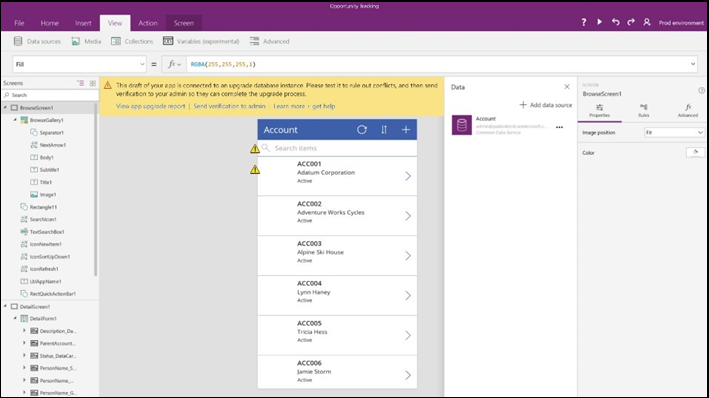 Opportunity Tracking
File Home Insert View Action Screen
? Prod environment
Data sources Media Collections Variables (experimental) Advanced
Fill = fx RGBA(255,255,255,1)
Screens
Search
BrowseScreen1
BrowseGallery1
Separator1
NextArrow1
Body1
Subtitle1
Title1
Image1
Rectangle11
SearchIcon1
TextSearchBox1
IconNewItem1
IconSortUpDown1
IconRefresh1
LblAppName1
RectQuickActionBar1
DetailScreen1
DetailForm1
Description_Da...
ParentAccount...
Status_DataCar...
PersonName_S...
PersonName_...
PersonName_G...
This draft of your app is connected to an upgrade database instance. Please test it to rule out conflicts, and then send
verification to your admin so they can complete the upgrade process.
View app upgrade report | Send verification to admin | Learn more + get help
Account
Search items
ACC001
Adatum Corporation
Active
ACC002
Adventure Works Cycles
Active
ACC003
Alpine Ski House
Active
ACC004
Lynn Haney
Active
ACC005
Tricia Hess
Active
ACC006
Jamie Storm
Active
Data
Add data source
Account
Common Data Service
SCREEN
BrowseScreen1
Properties Rules Advanced
Image position Fit
Color